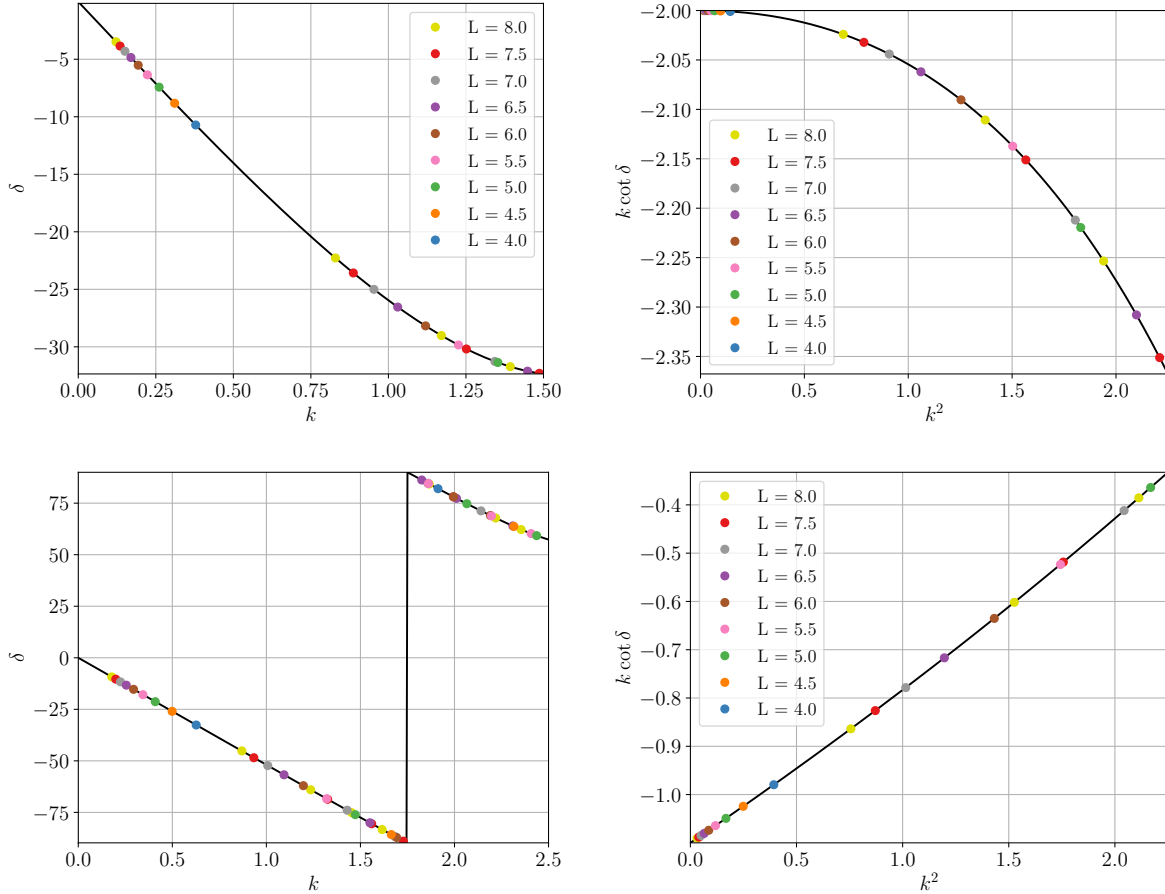 −5
−10
−15
−20
−25
−30
δ
0.00
0.25
0.50
0.75
1.00
1.25
1.50
k
L = 8.0
L = 7.5
L = 7.0
L = 6.5
L = 6.0
L = 5.5
L = 5.0
L = 4.5
L = 4.0
−2.00
−2.05
−2.10
−2.15
−2.20
−2.25
−2.30
−2.35
k cot δ
0.0
0.5
1.0
1.5
2.0
k²
L = 8.0
L = 7.5
L = 7.0
L = 6.5
L = 6.0
L = 5.5
L = 5.0
L = 4.5
L = 4.0
75
50
25
0
−25
−50
−75
δ
0.0
0.5
1.0
1.5
2.0
2.5
k
−0.4
−0.5
−0.6
−0.7
−0.8
−0.9
−1.0
k cot δ
0.0
0.5
1.0
1.5
2.0
k²
L = 8.0
L = 7.5
L = 7.0
L = 6.5
L = 6.0
L = 5.5
L = 5.0
L = 4.5
L = 4.0